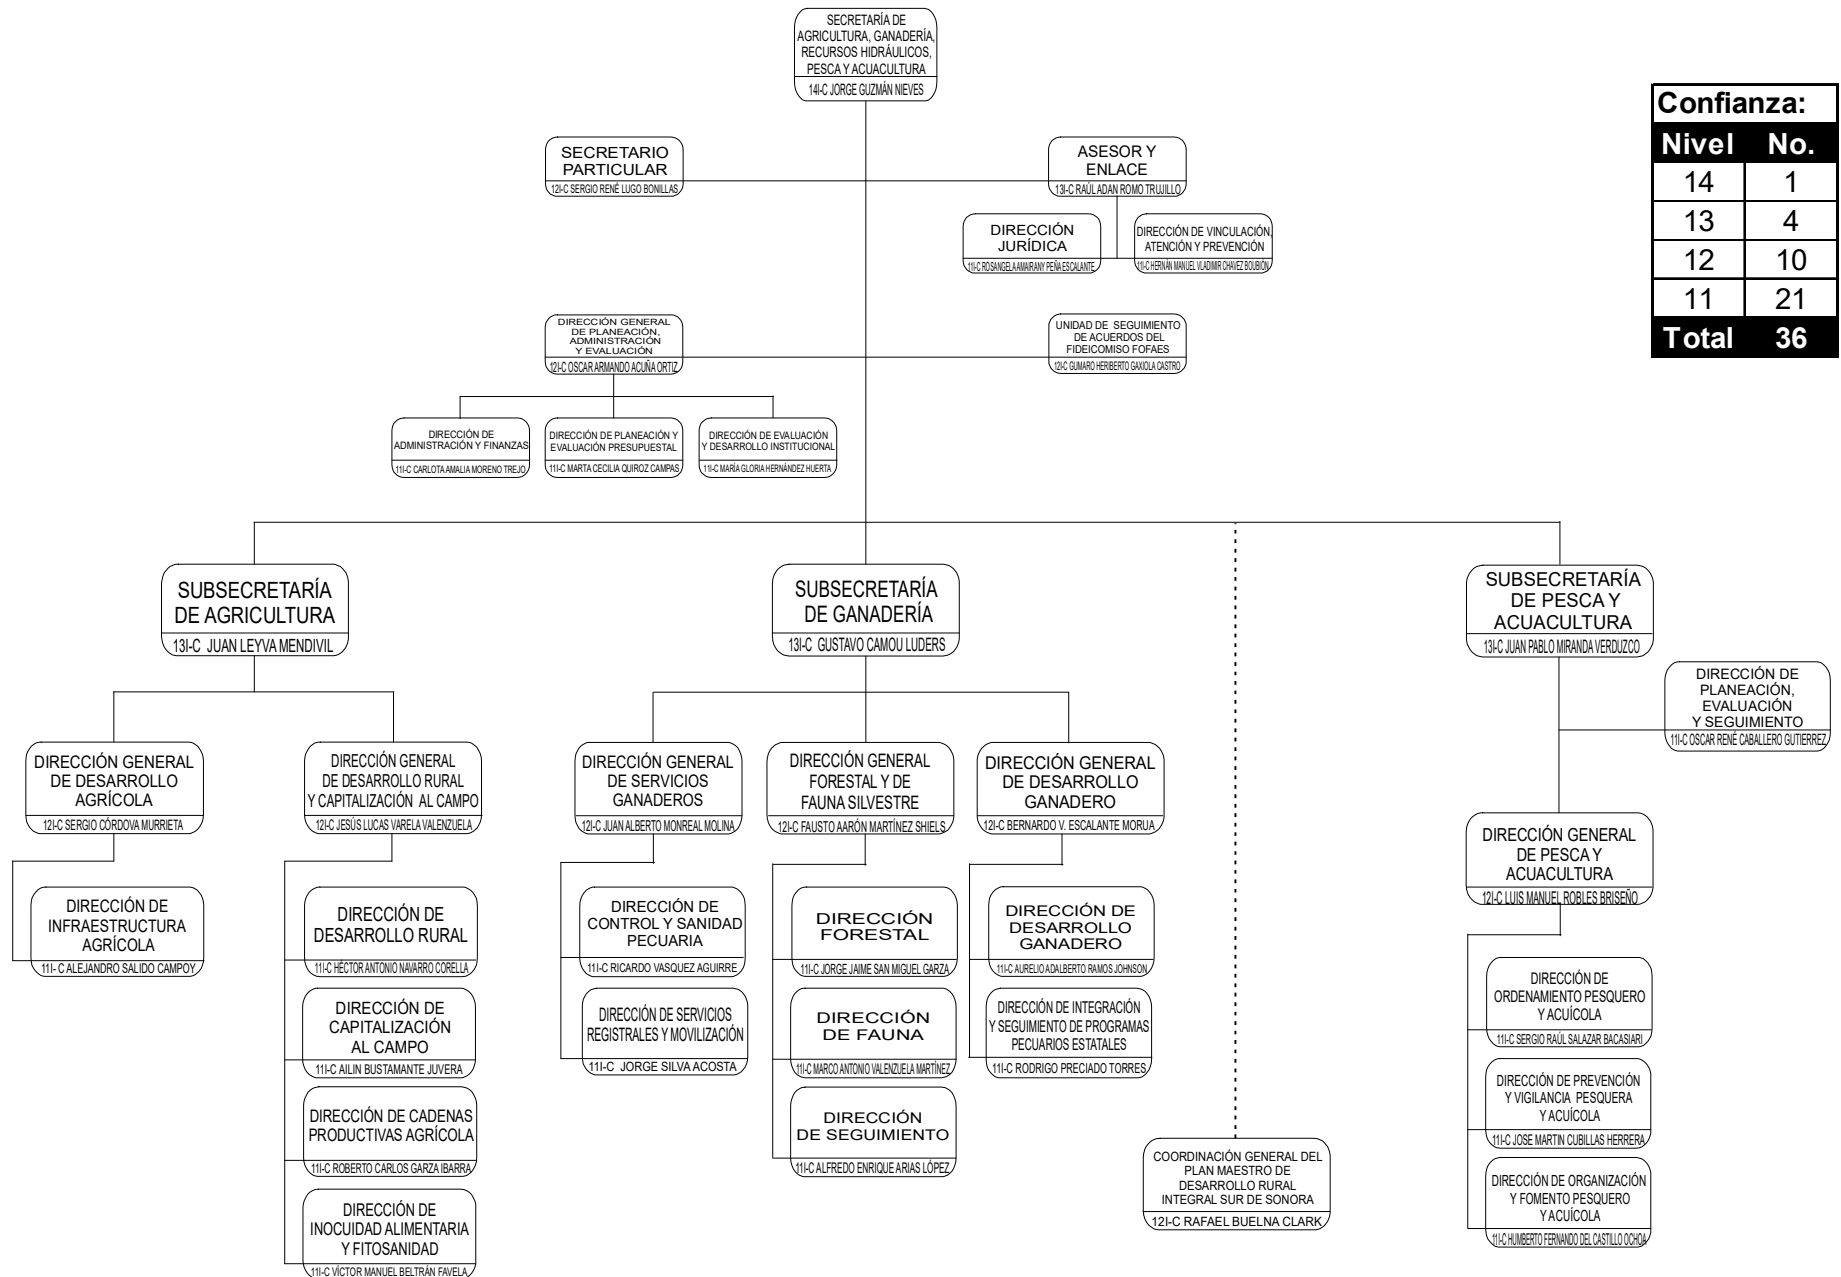 SECRETARÍA DE
AGRICULTURA, GANADERÍA,
RECURSOS HIDRÁULICOS,
PESCA Y ACUACULTURA
14I-C JORGE GUZMÁN NIEVES
Confianza:
Nivel No.
14 1
13 4
12 10
11 21
Total 36
SECRETARIO
PARTICULAR
12I-C SERGIO RENÉ LUGO BONILLAS
ASESOR Y
ENLACE
13I-C RAÚL ADAN ROMO TRUJILLO
DIRECCIÓN
JURÍDICA
11I-C ROSANGELA AMAIRANY PEÑA ESCALANTE
DIRECCIÓN DE VINCULACIÓN,
ATENCIÓN Y PREVENCIÓN
11I-C HERNÁN MANUEL VLADIMIR CHAVEZ BOUBIÓN
DIRECCIÓN GENERAL
DE PLANEACIÓN,
ADMINISTRACIÓN
Y EVALUACIÓN
12I-C OSCAR ARMANDO ACUÑA ORTIZ
UNIDAD DE SEGUIMIENTO
DE ACUERDOS DEL
FIDEICOMISO FOFAES
12I-C GUMARO HERIBERTO GAXIOLA CASTRO
DIRECCIÓN DE
ADMINISTRACIÓN Y FINANZAS
11I-C CARLOTA AMALIA MORENO TREJO
DIRECCIÓN DE PLANEACIÓN Y
EVALUACIÓN PRESUPUESTAL
11I-C MARTA CECILIA QUIROZ CAMPAS
DIRECCIÓN DE EVALUACIÓN
Y DESARROLLO INSTITUCIONAL
11I-C MARÍA GLORIA HERNÁNDEZ HUERTA
SUBSECRETARÍA
DE AGRICULTURA
13I-C JUAN LEYVA MENDIVIL
SUBSECRETARÍA
DE GANADERÍA
13I-C GUSTAVO CAMOU LUDERS
SUBSECRETARÍA
DE PESCA Y
ACUACULTURA
13I-C JUAN PABLO MIRANDA VERDUZCO
DIRECCIÓN DE
PLANEACIÓN,
EVALUACIÓN
Y SEGUIMIENTO
11I-C OSCAR RENÉ CABALLERO GUTIERREZ
DIRECCIÓN GENERAL
DE DESARROLLO
AGRÍCOLA
12I-C SERGIO CÓRDOVA MURRIETA
DIRECCIÓN GENERAL
DE DESARROLLO RURAL
Y CAPITALIZACIÓN AL CAMPO
12I-C JESÚS LUCAS VARELA VALENZUELA
DIRECCIÓN GENERAL
DE SERVICIOS
GANADEROS
12I-C JUAN ALBERTO MONREAL MOLINA
DIRECCIÓN GENERAL
FORESTAL Y DE
FAUNA SILVESTRE
12I-C FAUSTO AARÓN MARTÍNEZ SHIELS
DIRECCIÓN GENERAL
DE DESARROLLO
GANADERO
12I-C BERNARDO V. ESCALANTE MORUA
DIRECCIÓN GENERAL
DE PESCA Y
ACUACULTURA
12I-C LUIS MANUEL ROBLES BRISEÑO
DIRECCIÓN DE
INFRAESTRUCTURA
AGRÍCOLA
11I- C ALEJANDRO SALIDO CAMPOY
DIRECCIÓN DE
DESARROLLO RURAL
11I-C HÉCTOR ANTONIO NAVARRO CORELLA
DIRECCIÓN DE
CONTROL Y SANIDAD
PECUARIA
11I-C RICARDO VASQUEZ AGUIRRE
DIRECCIÓN
FORESTAL
11I-C JORGE JAIME SAN MIGUEL GARZA
DIRECCIÓN DE
DESARROLLO
GANADERO
11I-C AURELIO ADALBERTO RAMOS JOHNSON
DIRECCIÓN DE
ORDENAMIENTO PESQUERO
Y ACUÍCOLA
11I-C SERGIO RAÚL SALAZAR BACASIARI
DIRECCIÓN DE
CAPITALIZACIÓN
AL CAMPO
11I-C AILIN BUSTAMANTE JUVERA
DIRECCIÓN DE SERVICIOS
REGISTRALES Y MOVILIZACIÓN
11I-C JORGE SILVA ACOSTA
DIRECCIÓN
DE FAUNA
11I-C MARCO ANTONIO VALENZUELA MARTÍNEZ
DIRECCIÓN DE INTEGRACIÓN
Y SEGUIMIENTO DE PROGRAMAS
PECUARIOS ESTATALES
11I-C RODRIGO PRECIADO TORRES
DIRECCIÓN DE PREVENCIÓN
Y VIGILANCIA PESQUERA
Y ACUÍCOLA
11I-C JOSE MARTIN CUBILLAS HERRERA
DIRECCIÓN DE CADENAS
PRODUCTIVAS AGRÍCOLA
11I-C ROBERTO CARLOS GARZA IBARRA
DIRECCIÓN
DE SEGUIMIENTO
11I-C ALFREDO ENRIQUE ARIAS LÓPEZ
COORDINACIÓN GENERAL DEL
PLAN MAESTRO DE
DESARROLLO RURAL
INTEGRAL SUR DE SONORA
12I-C RAFAEL BUELNA CLARK
DIRECCIÓN DE ORGANIZACIÓN
Y FOMENTO PESQUERO
Y ACUÍCOLA
11I-C HUMBERTO FERNANDO DEL CASTILLO OCHOA
DIRECCIÓN DE
INOCUIDAD ALIMENTARIA
Y FITOSANIDAD
11I-C VÍCTOR MANUEL BELTRÁN FAVELA